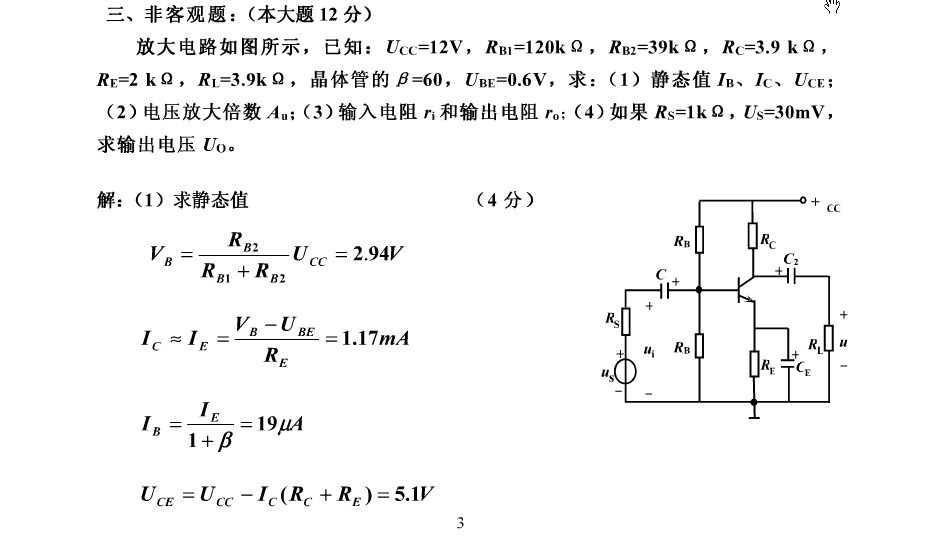 三、非客观题：（本大题 12 分）
放大电路如图所示，已知：UCC=12V，RB1=120kΩ，RB2=39kΩ，RC=3.9 kΩ，
RE=2 kΩ，RL=3.9kΩ，晶体管的β=60，UBE=0.6V，求：（1）静态值 IB、IC、UCE；
（2）电压放大倍数 Au；（3）输入电阻 ri 和输出电阻 ro；（4）如果 RS=1kΩ，US=30mV，
求输出电压 UO。
解：（1）求静态值 （4 分）
VB = RB2 / (RB1 + RB2) UCC = 2.94V
IC ≈ IE = (VB − UBE) / RE = 1.17mA
IB = IE / (1 + β) = 19μA
UCE = UCC − IC(RC + RE) = 5.1V
+ CC
RB
RC
C2
+
C
+
+
RS
ui
RB
+
us
−
−
RE
+
CE
RL
+
u
−
3